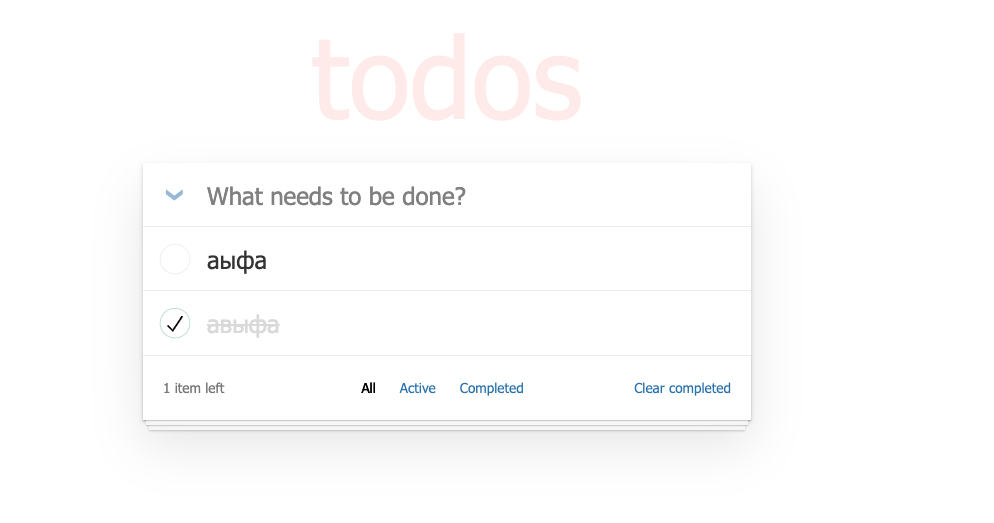 todos
What needs to be done?
аыфа
авыфа
1 item left All Active Completed Clear completed